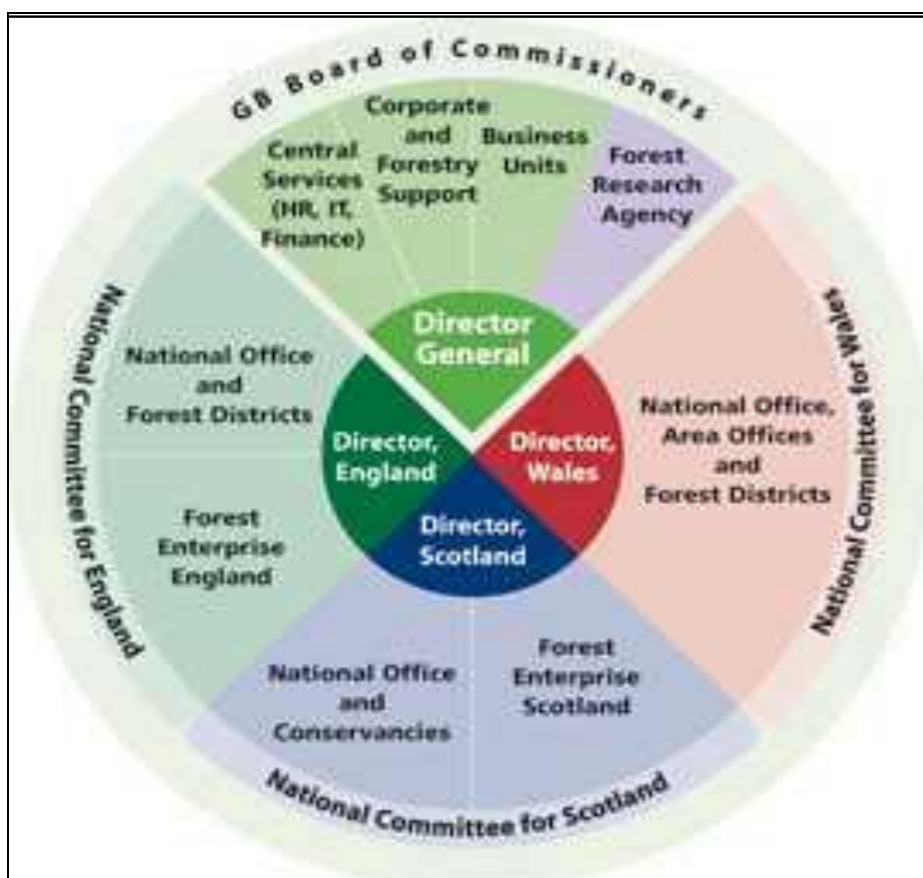 GB Board of Commissioners
Central
Services
(HR, IT,
Finance)
Corporate
and
Forestry
Support
Business
Units
Forest
Research
Agency
Director
General
National Committee for England
National Office
and
Forest Districts
Forest
Enterprise
England
Director,
England
Director,
Wales
National Office,
Area Offices
and
Forest Districts
National Committee for Wales
Director,
Scotland
National Office
and
Conservancies
Forest
Enterprise
Scotland
National Committee for Scotland